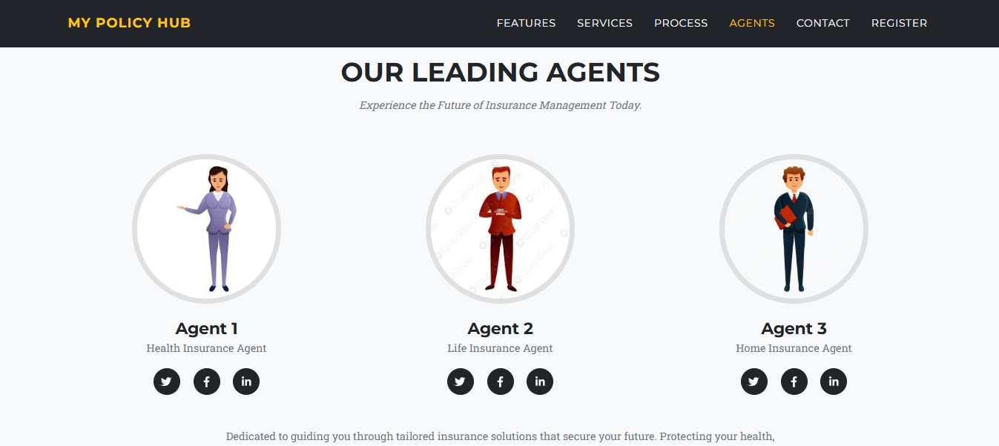 MY POLICY HUB
FEATURES SERVICES PROCESS AGENTS CONTACT REGISTER
OUR LEADING AGENTS
Experience the Future of Insurance Management Today.
Agent 1 Agent 2 Agent 3
Health Insurance Agent Life Insurance Agent Home Insurance Agent
Dedicated to guiding you through tailored insurance solutions that secure your future. Protecting your health,